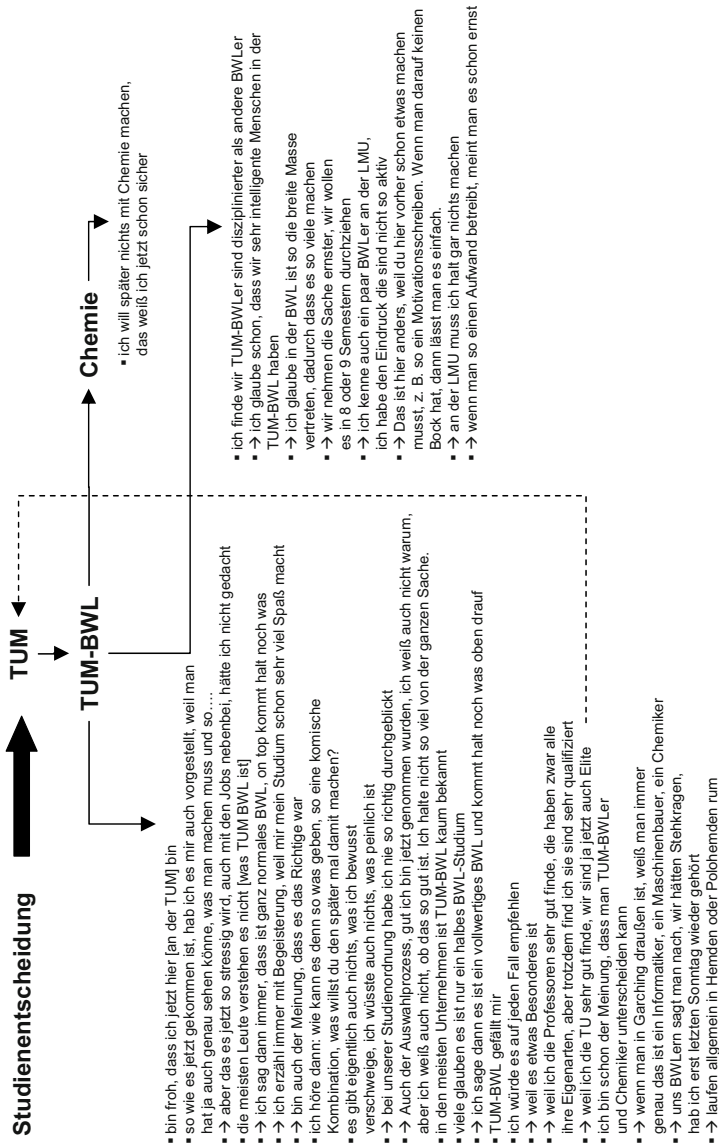 Studienentscheidung
TUM
TUM-BWL
Chemie
▪ ich will später nichts mit Chemie machen,
das weiß ich jetzt schon sicher
▪ bin froh, dass ich jetzt hier [an der TUM] bin
▪ so wie es jetzt gekommen ist, hab ich es mir auch vorgestellt, weil man
hat ja auch genau sehen könne, was man machen muss und so…..
▪ → aber das es jetzt so stressig wird, auch mit den Jobs nebenbei, hätte ich nicht gedacht
▪ die meisten Leute verstehen es nicht [was TUM BWL ist]
▪ → ich sag dann immer, dass ist ganz normales BWL, on top kommt halt noch was
▪ → ich erzähl immer mit Begeisterung, weil mir mein Studium schon sehr viel Spaß macht
▪ → bin auch der Meinung, dass es das Richtige war
▪ ich höre dann: wie kann es denn so was geben, so eine komische
Kombination, was willst du den später mal damit machen?
▪ es gibt eigentlich auch nichts, was ich bewusst
verschweige, ich wüsste auch nichts, was peinlich ist
▪ → bei unserer Studienordnung habe ich nie so richtig durchgeblickt
▪ → Auch der Auswahlprozess, gut ich bin jetzt genommen wurden, ich weiß auch nicht warum,
aber ich weiß auch nicht, ob das so gut ist. Ich halte nicht so viel von der ganzen Sache.
▪ in den meisten Unternehmen ist TUM-BWL kaum bekannt
▪ viele glauben es ist nur ein halbes BWL-Studium
▪ → ich sage dann es ist ein vollwertiges BWL und kommt halt noch was oben drauf
▪ TUM-BWL gefällt mir
▪ ich würde es auf jeden Fall empfehlen
▪ → weil es etwas Besonderes ist
▪ → weil ich die Professoren sehr gut finde, die haben zwar alle
ihre Eigenarten, aber trotzdem find ich sie sind sehr qualifiziert
▪ → weil ich die TU sehr gut finde, wir sind ja jetzt auch Elite
▪ ich bin schon der Meinung, dass man TUM-BWLer
und Chemiker unterscheiden kann
▪ → wenn man in Garching draußen ist, weiß man immer
genau das ist ein Informatiker, ein Maschinenbauer, ein Chemiker
▪ → uns BWLern sagt man nach, wir hätten Stehkragen,
hab ich erst letzten Sonntag wieder gehört
▪ → laufen allgemein in Hemden oder Polohemden rum
▪ ich finde wir TUM-BWLer sind disziplinierter als andere BWLer
▪ → ich glaube schon, dass wir sehr intelligente Menschen in der
TUM-BWL haben
▪ → ich glaube in der BWL ist so die breite Masse
vertreten, dadurch dass es so viele machen
▪ → wir nehmen die Sache ernster, wir wollen
es in 8 oder 9 Semestern durchziehen
▪ → ich kenne auch ein paar BWLer an der LMU,
ich habe den Eindruck die sind nicht so aktiv
▪ → Das ist hier anders, weil du hier vorher schon etwas machen
musst, z. B. so ein Motivationsschreiben. Wenn man darauf keinen
Bock hat, dann lässt man es einfach.
▪ → an der LMU muss ich halt gar nichts machen
▪ → wenn man so einen Aufwand betreibt, meint man es schon ernst